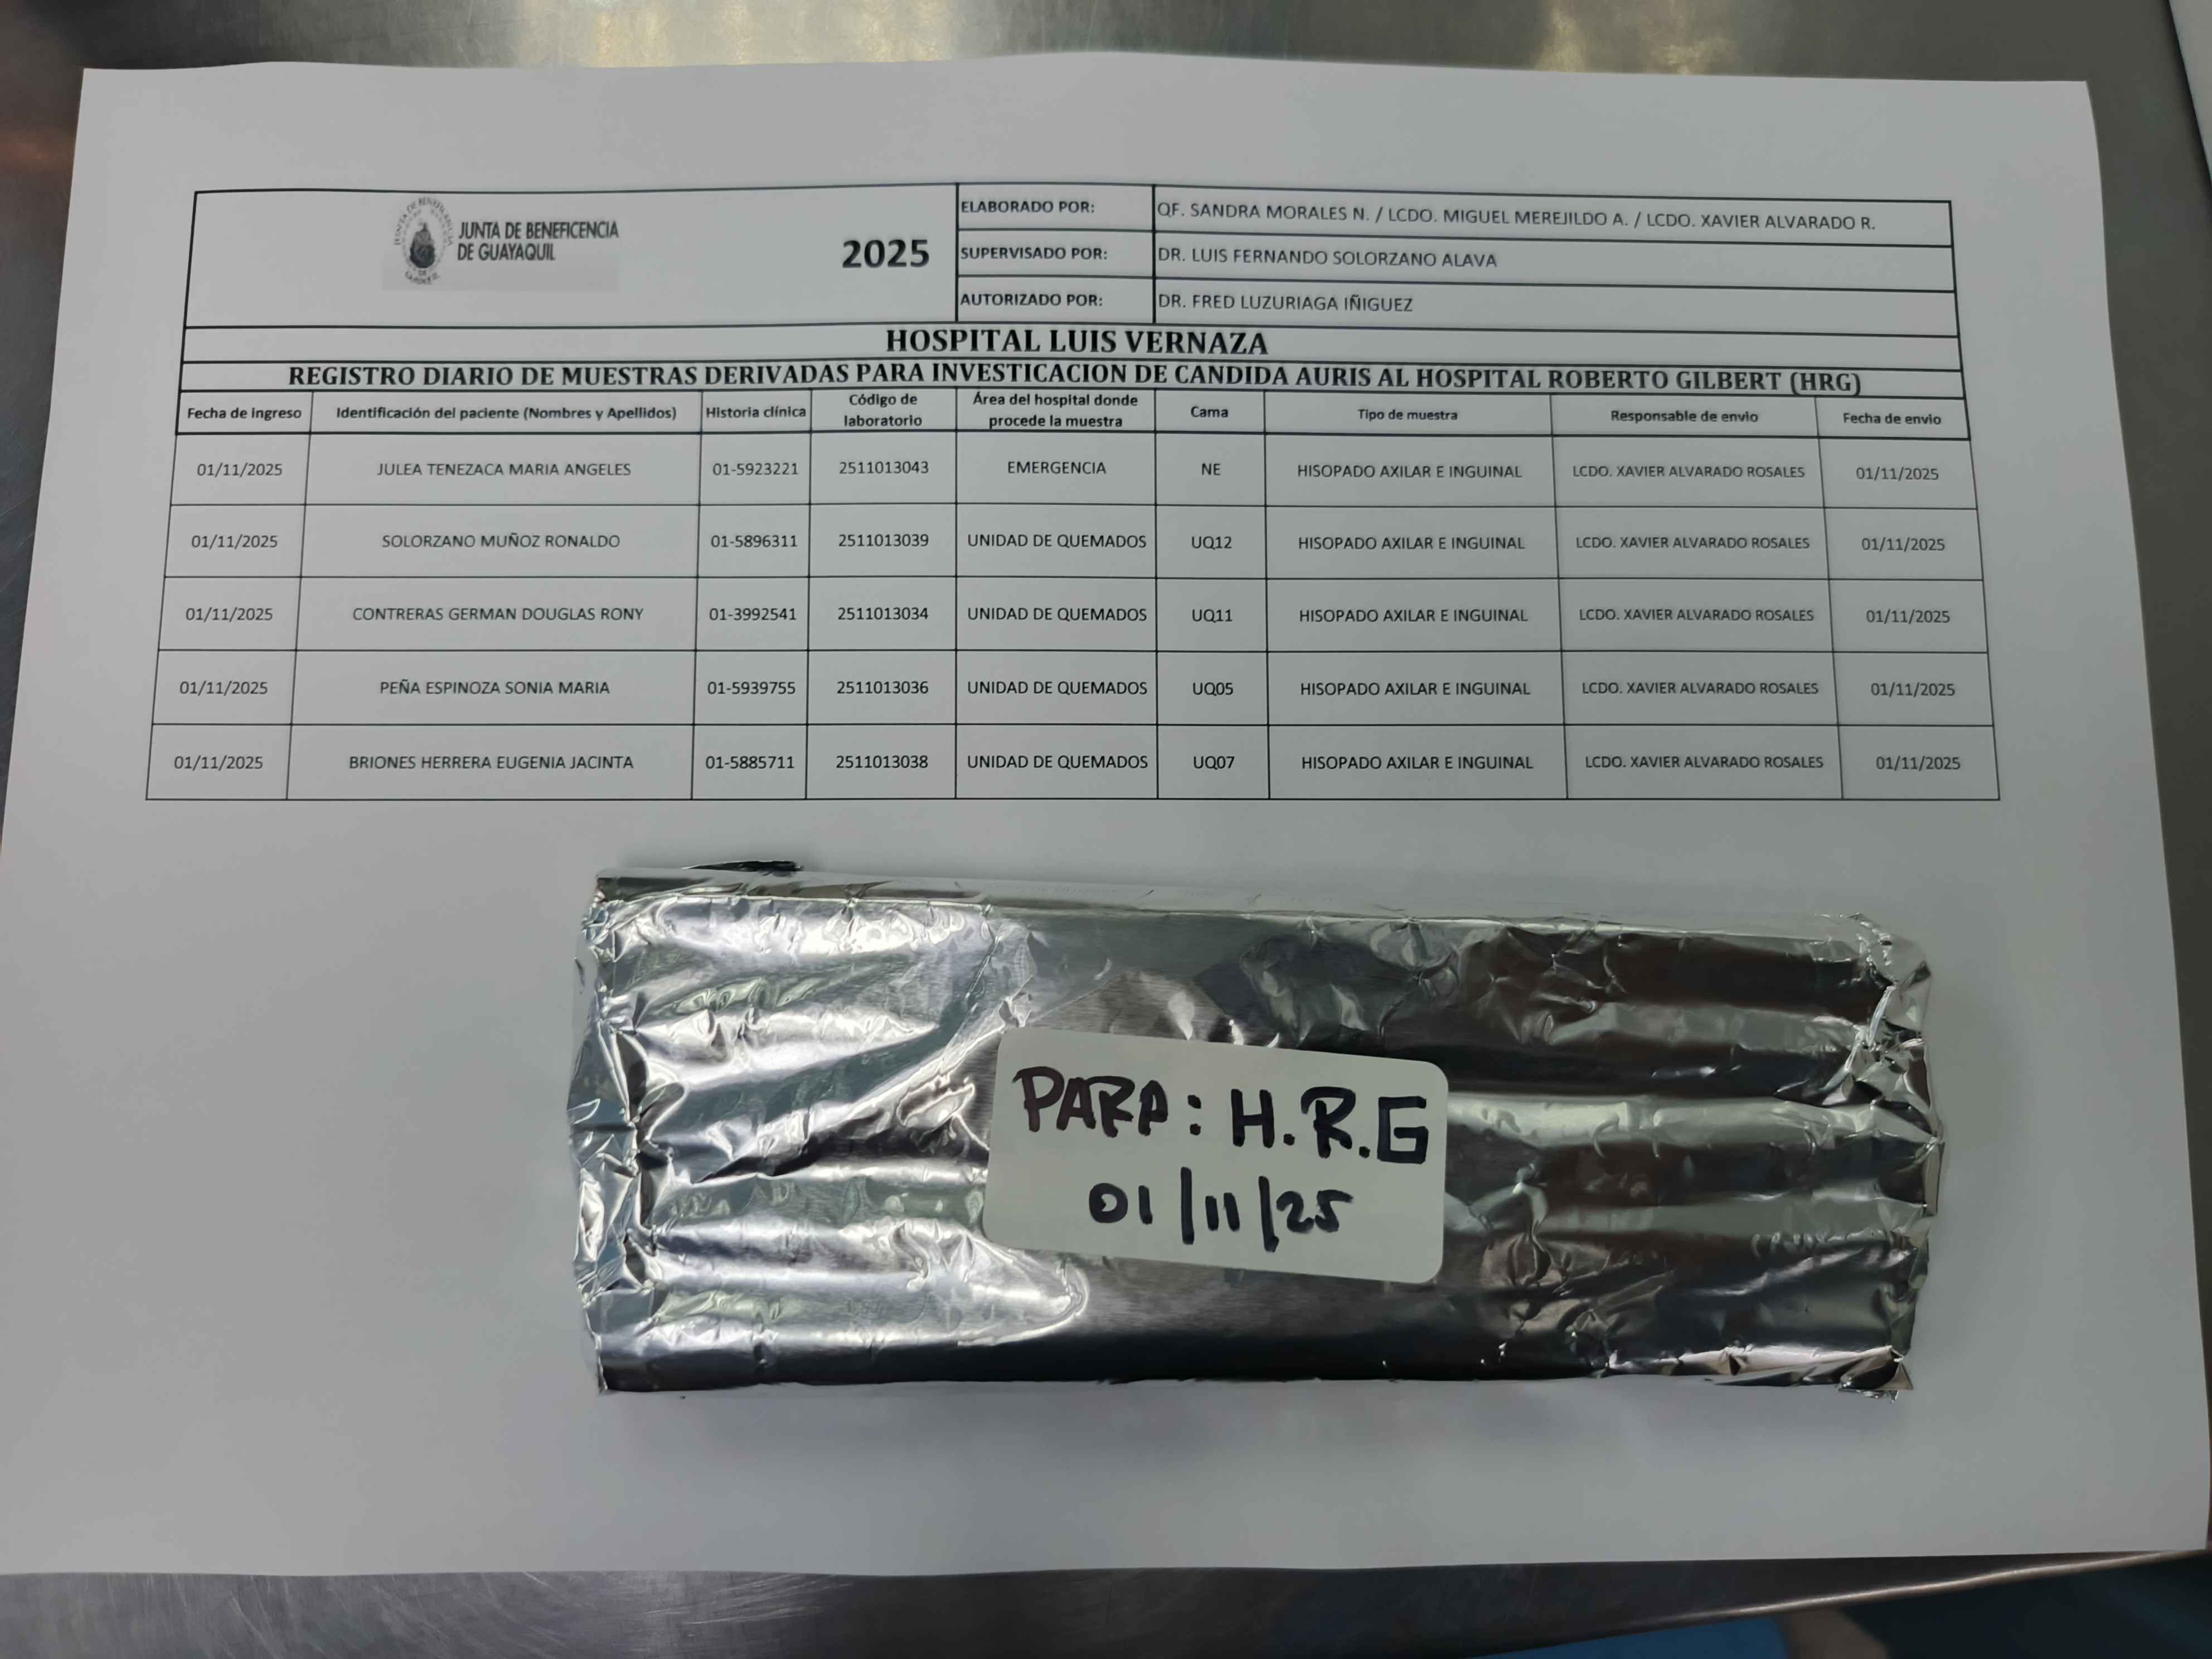 JUNTA DE BENEFICENCIA
DE GUAYAQUIL
2025
ELABORADO POR: QF. SANDRA MORALES N. / LCDO. MIGUEL MEREJILDO A. / LCDO. XAVIER ALVARADO R.
SUPERVISADO POR: DR. LUIS FERNANDO SOLORZANO ALAVA
AUTORIZADO POR: DR. FRED LUZURIAGA IÑIGUEZ
HOSPITAL LUIS VERNAZA
REGISTRO DIARIO DE MUESTRAS DERIVADAS PARA INVESTICACION DE CANDIDA AURIS AL HOSPITAL ROBERTO GILBERT (HRG)
Fecha de ingreso Identificación del paciente (Nombres y Apellidos) Historia clínica Código de laboratorio Área del hospital donde procede la muestra Cama Tipo de muestra Responsable de envio Fecha de envio
01/11/2025 JULEA TENEZACA MARIA ANGELES 01-5923221 2511013043 EMERGENCIA NE HISOPADO AXILAR E INGUINAL LCDO. XAVIER ALVARADO ROSALES 01/11/2025
01/11/2025 SOLORZANO MUÑOZ RONALDO 01-5896311 2511013039 UNIDAD DE QUEMADOS UQ12 HISOPADO AXILAR E INGUINAL LCDO. XAVIER ALVARADO ROSALES 01/11/2025
01/11/2025 CONTRERAS GERMAN DOUGLAS RONY 01-3992541 2511013034 UNIDAD DE QUEMADOS UQ11 HISOPADO AXILAR E INGUINAL LCDO. XAVIER ALVARADO ROSALES 01/11/2025
01/11/2025 PEÑA ESPINOZA SONIA MARIA 01-5939755 2511013036 UNIDAD DE QUEMADOS UQ05 HISOPADO AXILAR E INGUINAL LCDO. XAVIER ALVARADO ROSALES 01/11/2025
01/11/2025 BRIONES HERRERA EUGENIA JACINTA 01-5885711 2511013038 UNIDAD DE QUEMADOS UQ07 HISOPADO AXILAR E INGUINAL LCDO. XAVIER ALVARADO ROSALES 01/11/2025
PARA: H.R.G
01/11/25